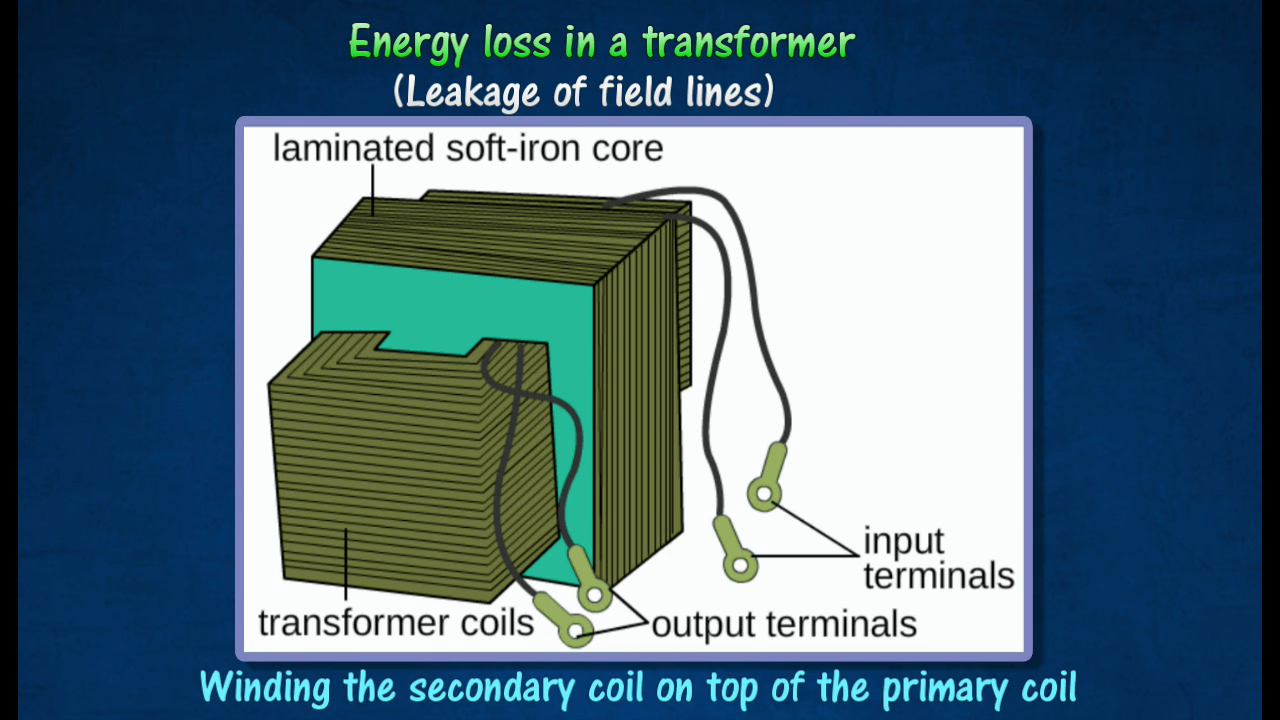 Energy loss in a transformer
(Leakage of field lines)
laminated soft-iron core
input
terminals
transformer coils
output terminals
Winding the secondary coil on top of the primary coil